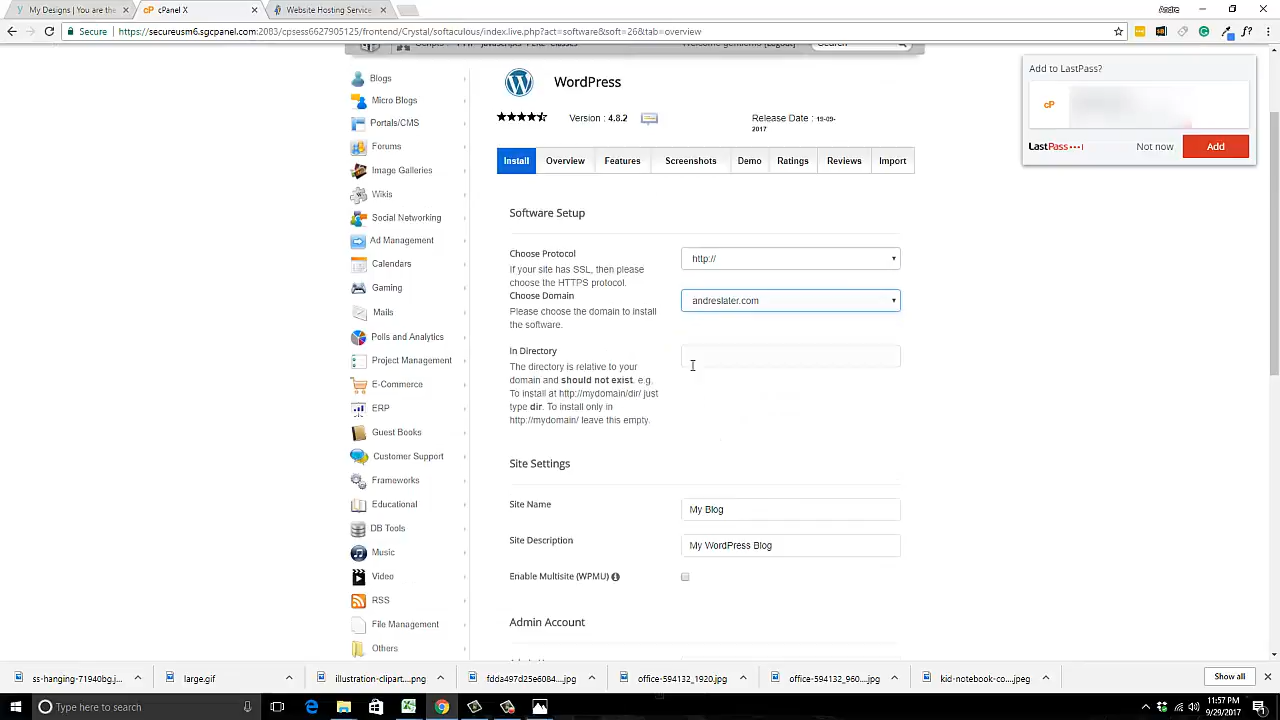 My Designs | You are the
cPanel X
Website Hosting Service
Andre
Secure
https://secureusm6.sgcpanel.com:2083/cpsess6627905125/frontend/Crystal/softaculous/index.live.php?act=software&soft=26&tab=overview
Blogs
Micro Blogs
Portals/CMS
Forums
Image Galleries
Wikis
Social Networking
Ad Management
Calendars
Gaming
Mails
Polls and Analytics
Project Management
E-Commerce
ERP
Guest Books
Customer Support
Frameworks
Educational
DB Tools
Music
Video
RSS
File Management
Others
WordPress
Version : 4.8.2
Release Date : 19-09-
2017
Install
Overview
Features
Screenshots
Demo
Ratings
Reviews
Import
Software Setup
Choose Protocol
If your site has SSL, then please
choose the HTTPS protocol.
http://
Choose Domain
Please choose the domain to install
the software.
andreslater.com
In Directory
The directory is relative to your
domain and should not exist. e.g.
To install at http://mydomain/dir/ just
type dir. To install only in
http://mydomain/ leave this empty.
Site Settings
Site Name
My Blog
Site Description
My WordPress Blog
Enable Multisite (WPMU)
Admin Account
Add to LastPass?
cP
LastPass
Not now
Add
ss-hanging-71940bgj....jpg
large.gif
illustration-clipart....png
fdda497d25e6084...jpg
office-594132_1920.jpg
office-594132_960...jpg
kid-notebook-co...jpeg
Show all
Type here to search
11:57 PM
9/29/2017